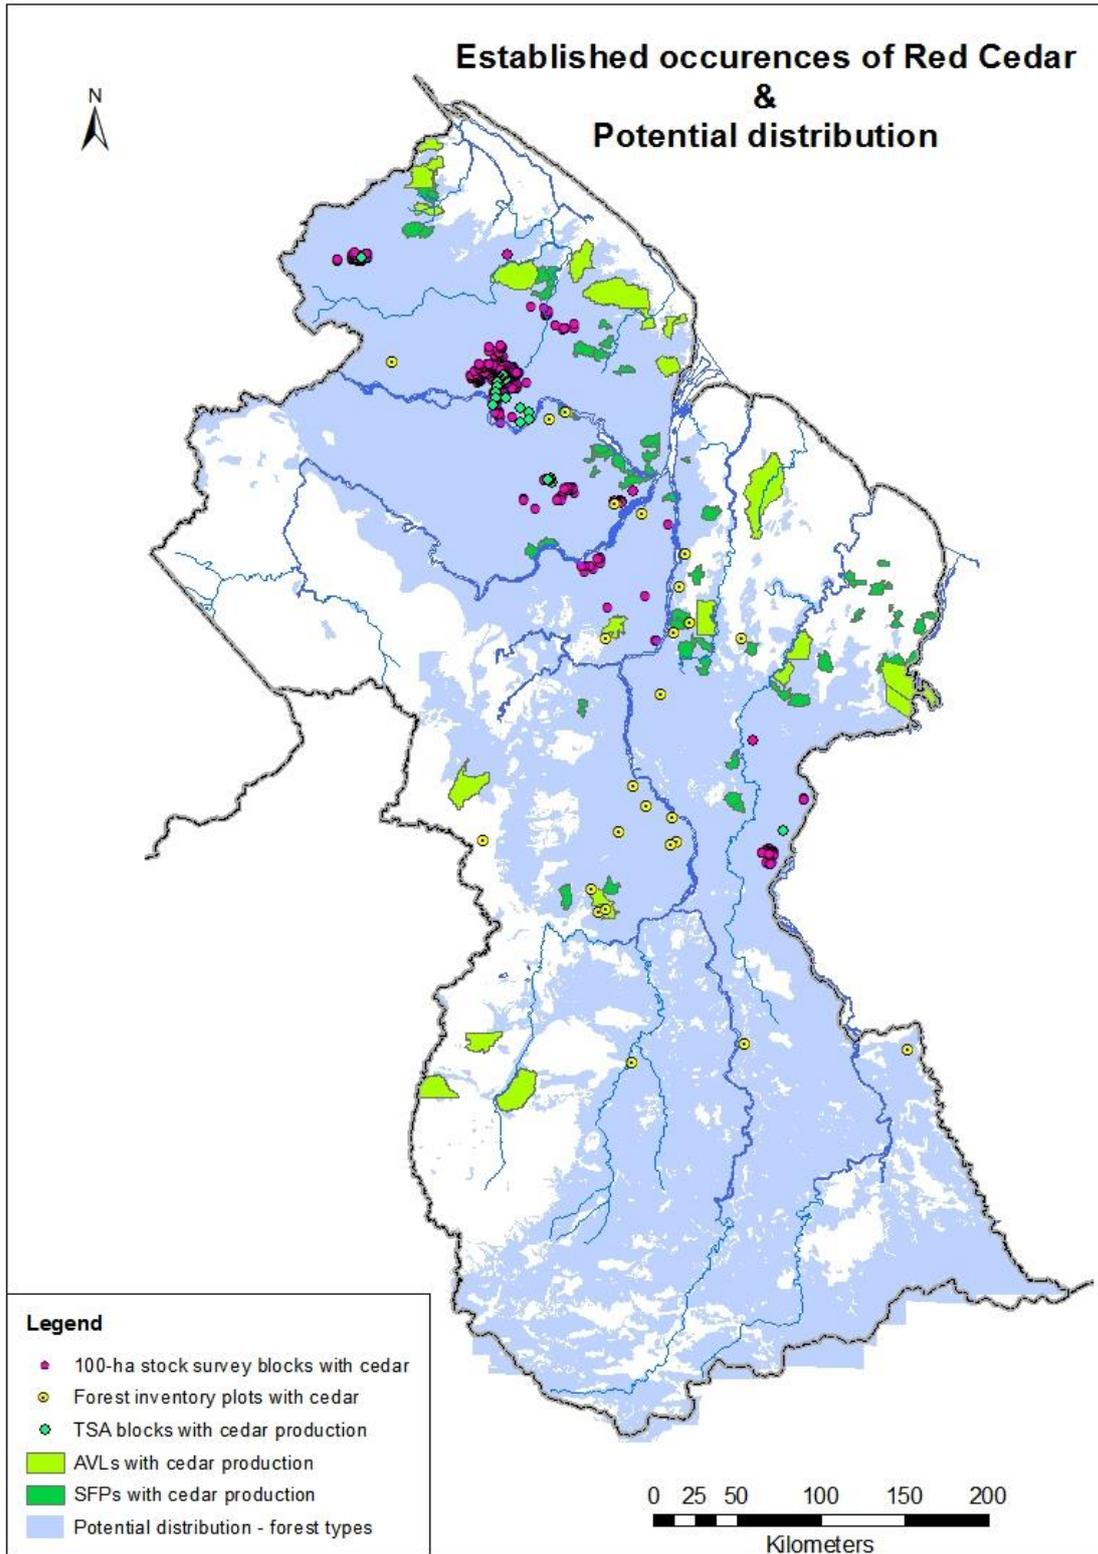 Established occurences of Red Cedar
&
Potential distribution
N
Legend
100-ha stock survey blocks with cedar
Forest inventory plots with cedar
TSA blocks with cedar production
AVLs with cedar production
SFPs with cedar production
Potential distribution - forest types
0 25 50 100 150 200
Kilometers